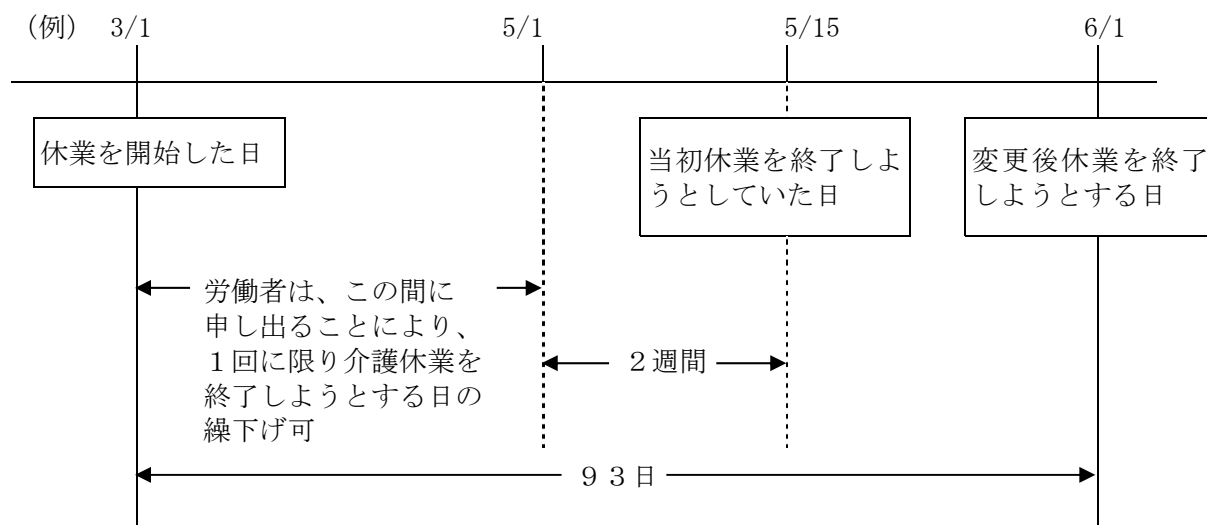 (例) 3/1 5/1 5/15 6/1
休業を開始した日
当初休業を終了しよ
うとしていた日
変更後休業を終了
しようとする日
労働者は、この間に
申し出ることにより、
１回に限り介護休業を
終了しようとする日の
繰下げ可
２週間
９３日